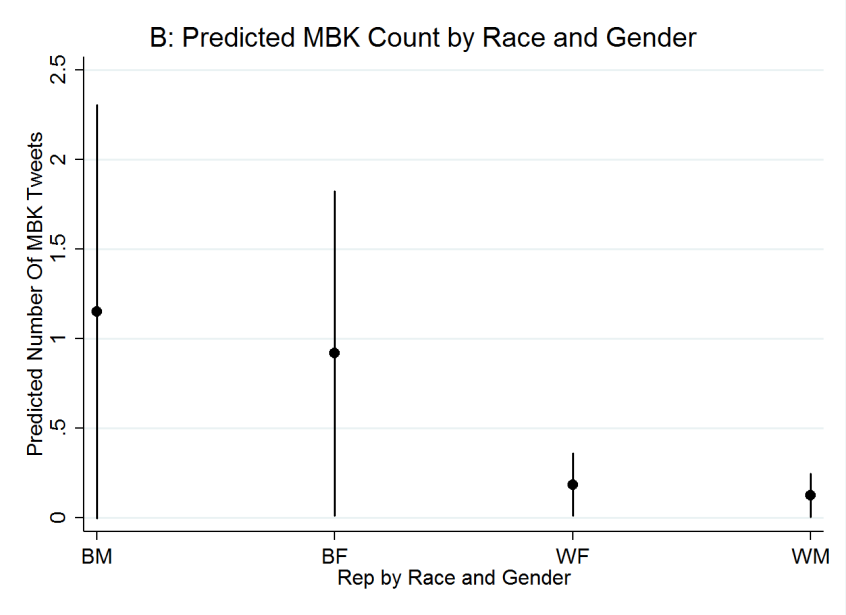 B: Predicted MBK Count by Race and Gender
Predicted Number Of MBK Tweets
2.5
2
1.5
1
.5
0
BM BF WF WM
Rep by Race and Gender